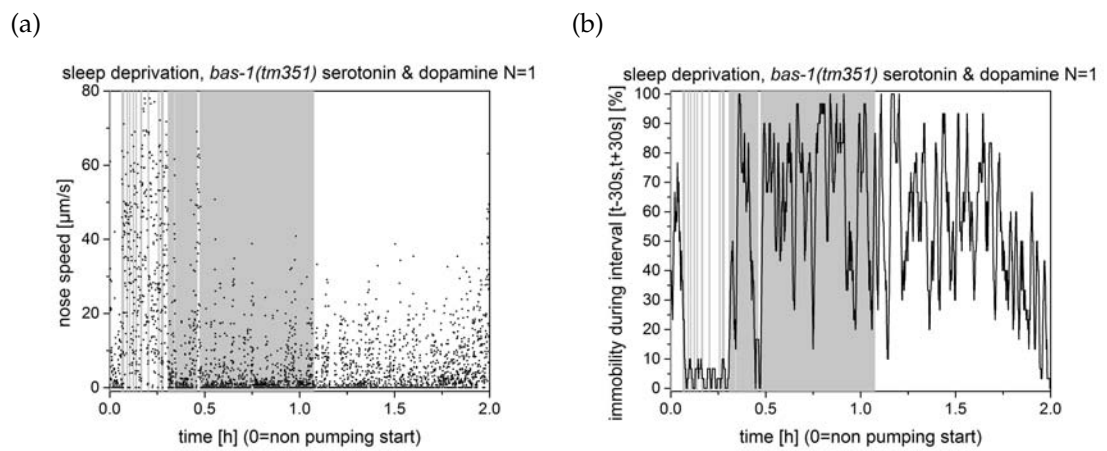 (a)
sleep deprivation, bas-1(tm351) serotonin & dopamine N=1
80
60
40
20
0
nose speed [µm/s]
0.0 0.5 1.0 1.5 2.0
time [h] (0=non pumping start)
(b)
sleep deprivation, bas-1(tm351) serotonin & dopamine N=1
100
90
80
70
60
50
40
30
20
10
0
immobility during interval [t-30s,t+30s] [%]
0.0 0.5 1.0 1.5 2.0
time [h] (0=non pumping start)